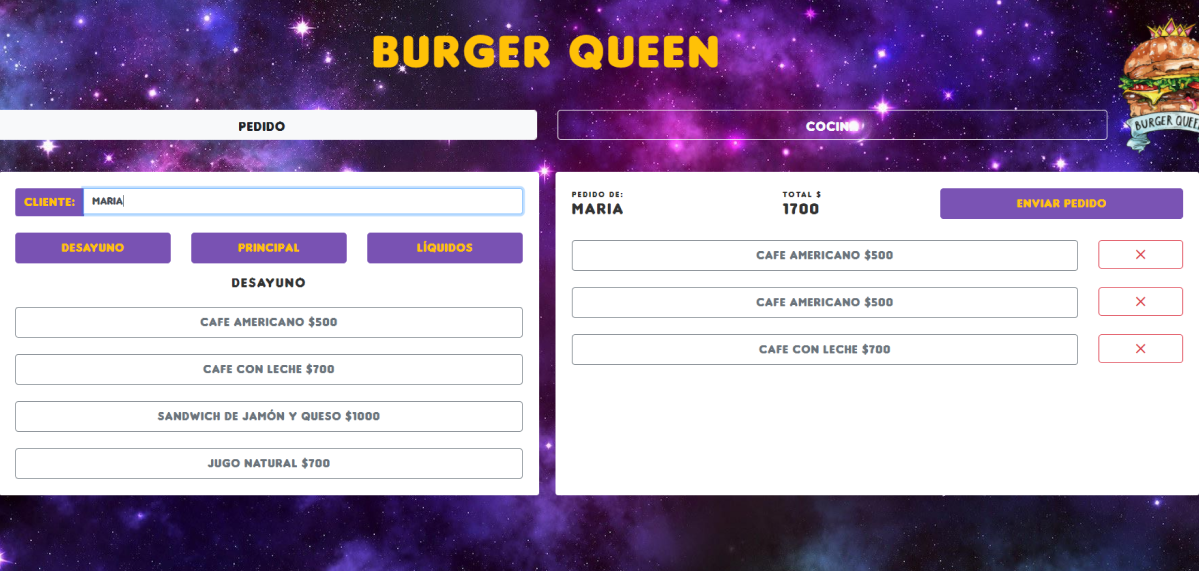 BURGER QUEEN
BURGER QUEEN
PEDIDO
COCINA
CLIENTE:
MARIA
DESAYUNO
PRINCIPAL
LÍQUIDOS
DESAYUNO
CAFE AMERICANO $500
CAFE CON LECHE $700
SANDWICH DE JAMÓN Y QUESO $1000
JUGO NATURAL $700
PEDIDO DE:
MARIA
TOTAL $
1700
ENVIAR PEDIDO
CAFE AMERICANO $500
CAFE AMERICANO $500
CAFE CON LECHE $700